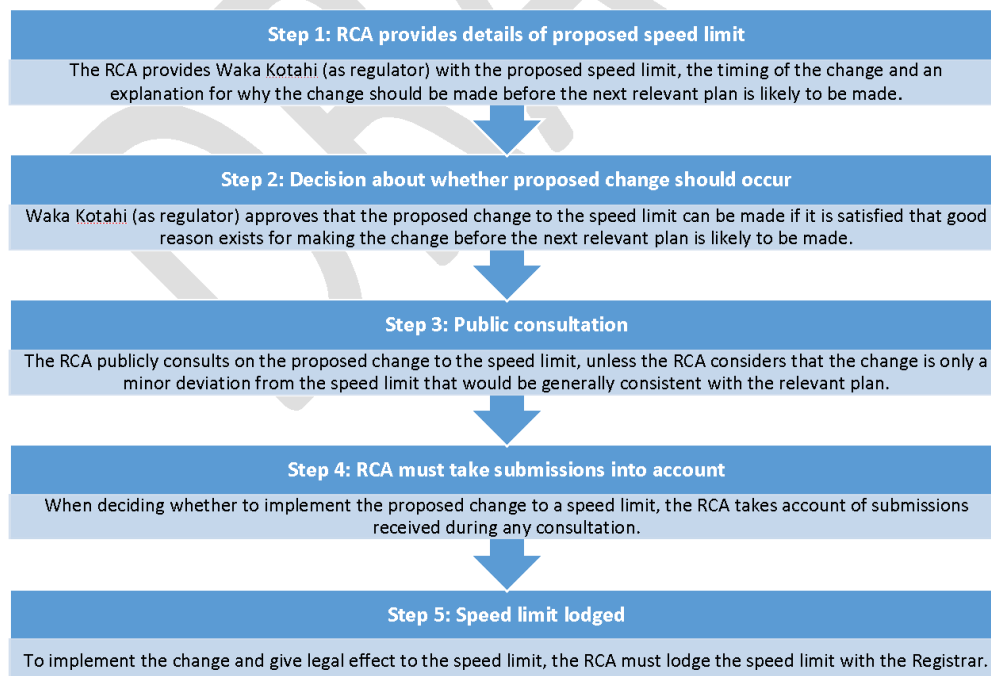 Step 1: RCA provides details of proposed speed limit
The RCA provides Waka Kotahi (as regulator) with the proposed speed limit, the timing of the change and an
explanation for why the change should be made before the next relevant plan is likely to be made.
Step 2: Decision about whether proposed change should occur
Waka Kotahi (as regulator) approves that the proposed change to the speed limit can be made if it is satisfied that good
reason exists for making the change before the next relevant plan is likely to be made.
Step 3: Public consultation
The RCA publicly consults on the proposed change to the speed limit, unless the RCA considers that the change is only a
minor deviation from the speed limit that would be generally consistent with the relevant plan.
Step 4: RCA must take submissions into account
When deciding whether to implement the proposed change to a speed limit, the RCA takes account of submissions
received during any consultation.
Step 5: Speed limit lodged
To implement the change and give legal effect to the speed limit, the RCA must lodge the speed limit with the Registrar.